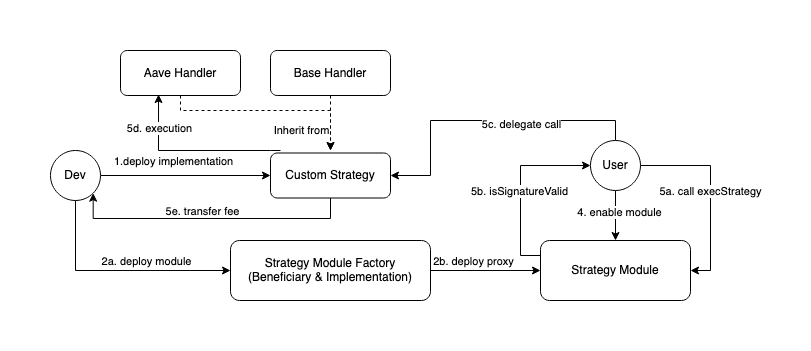 Aave Handler
Base Handler
5d. execution
Inherit from
5c. delegate call
1.deploy implementation
Dev
Custom Strategy
User
5b. isSignatureValid
5a. call execStrategy
5e. transfer fee
4. enable module
2a. deploy module
Strategy Module Factory
(Beneficiary & Implementation)
2b. deploy proxy
Strategy Module